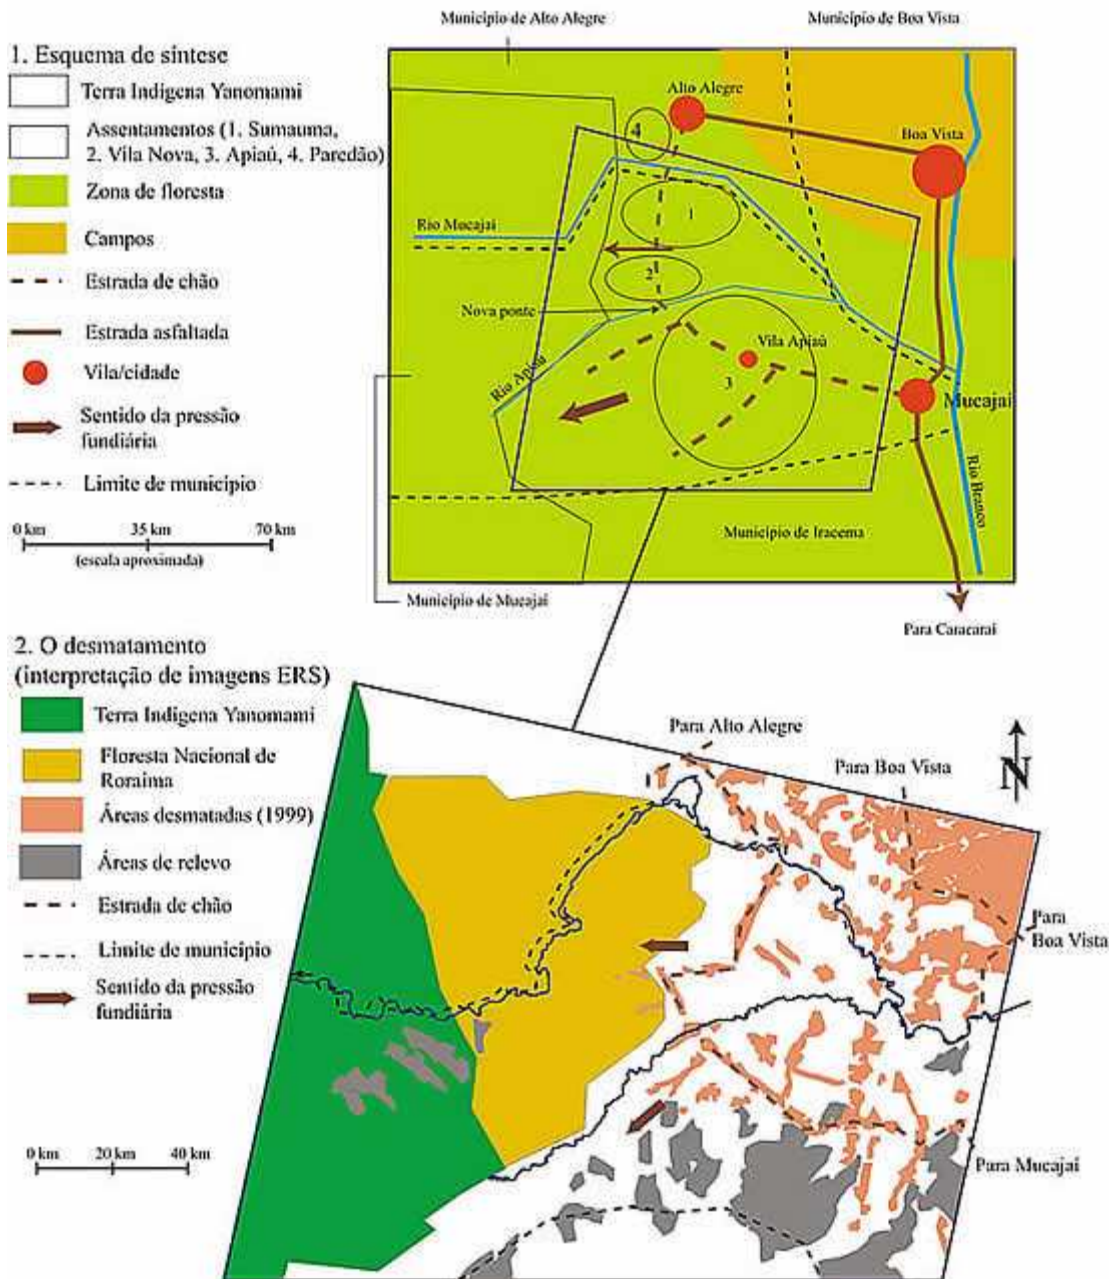 Município de Alto Alegre
Município de Boa Vista
1. Esquema de síntese
Terra Indígena Yanomami
Assentamentos (1. Sumauma,
2. Vila Nova, 3. Apiaú, 4. Paredão)
Zona de floresta
Campos
Estrada de chão
Estrada asfaltada
Vila/cidade
Sentido da pressão
fundiária
Limite de município
0 km 35 km 70 km
(escala aproximada)
Alto Alegre
Boa Vista
4
1
Rio Mucajaí
2
Nova ponte
Vila Apiaú
Rio Apiaú
3
Mucajaí
Rio Branco
Município de Iracema
Município de Mucajaí
Para Caracaraí
2. O desmatamento
(interpretação de imagens ERS)
Terra Indígena Yanomami
Floresta Nacional de
Roraima
Áreas desmatadas (1999)
Áreas de relevo
Estrada de chão
Limite de município
Sentido da pressão
fundiária
0 km 20 km 40 km
Para Alto Alegre
Para Boa Vista
N
Para
Boa Vista
Para Mucajaí